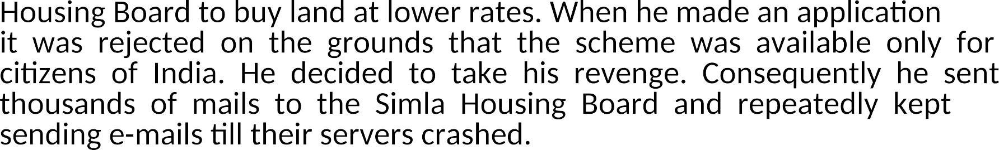 Housing Board to buy land at lower rates. When he made an application
it was rejected on the grounds that the scheme was available only for
citizens of India. He decided to take his revenge. Consequently he sent
thousands of mails to the Simla Housing Board and repeatedly kept
sending e-mails till their servers crashed.